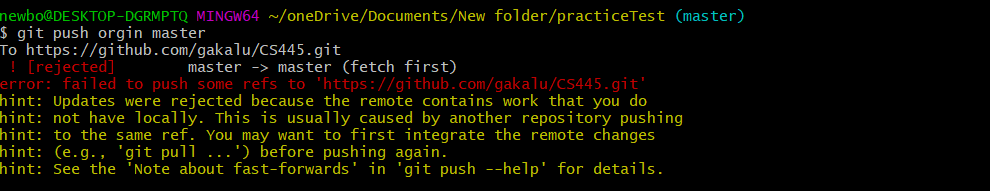 newbo@DESKTOP-DGRMPTQ MINGW64 ~/oneDrive/Documents/New folder/practiceTest (master)
$ git push orgin master
To https://github.com/gakalu/CS445.git
 ! [rejected]        master -> master (fetch first)
error: failed to push some refs to 'https://github.com/gakalu/CS445.git'
hint: Updates were rejected because the remote contains work that you do
hint: not have locally. This is usually caused by another repository pushing
hint: to the same ref. You may want to first integrate the remote changes
hint: (e.g., 'git pull ...') before pushing again.
hint: See the 'Note about fast-forwards' in 'git push --help' for details.